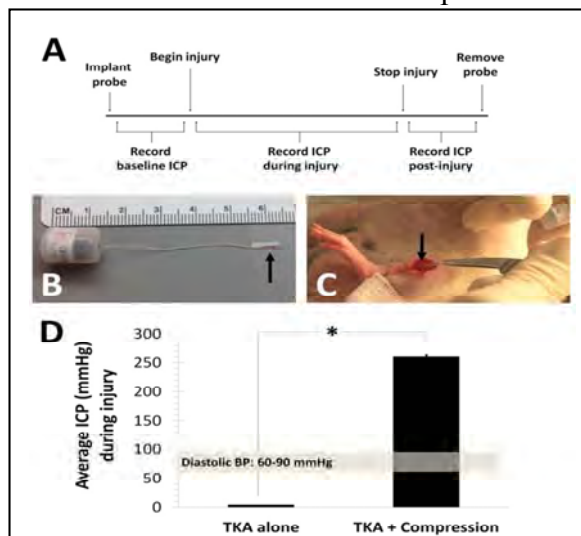 A
Begin injury
Implant
probe
Stop injury
Remove
probe
Record
baseline ICP
Record ICP
during injury
Record ICP
post-injury
CM 1 2 3 4 5 6
B
C
D
*
Average ICP (mmHg)
during injury
300
250
200
150
100
50
0
Diastolic BP: 60-90 mmHg
TKA alone
TKA + Compression